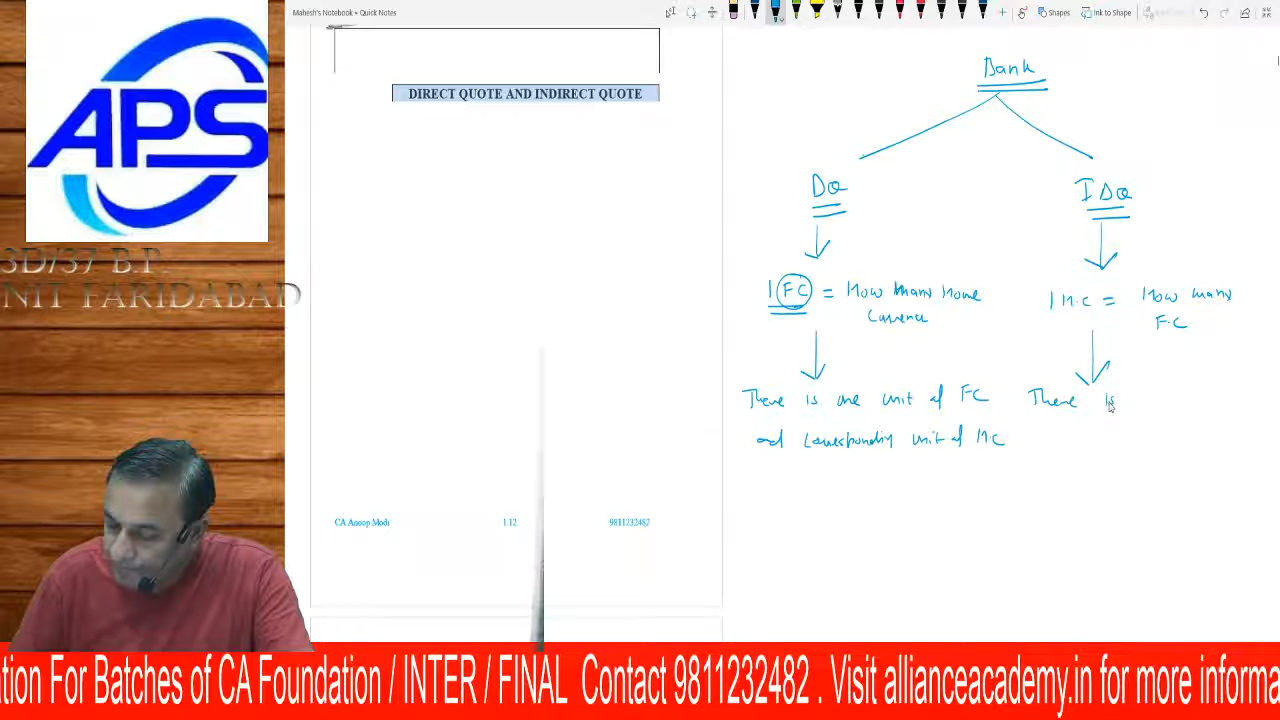 Mahesh's Notebook » Quick Notes
Shapes
Ink to Shape
APS
3D/37 B.P.
NIT FARIDABAD
DIRECT QUOTE AND INDIRECT QUOTE
CA Anoop Modi
1.12
9811232487
Bank
DQ
IDQ
1 FC = How Many Home
Currence
1 H.C = How many
F.C
There is one unit of FC
and Corresponding unit of HC
There is
tion For Batches of CA Foundation / INTER / FINAL Contact 9811232482 . Visit allianceacademy.in for more informa